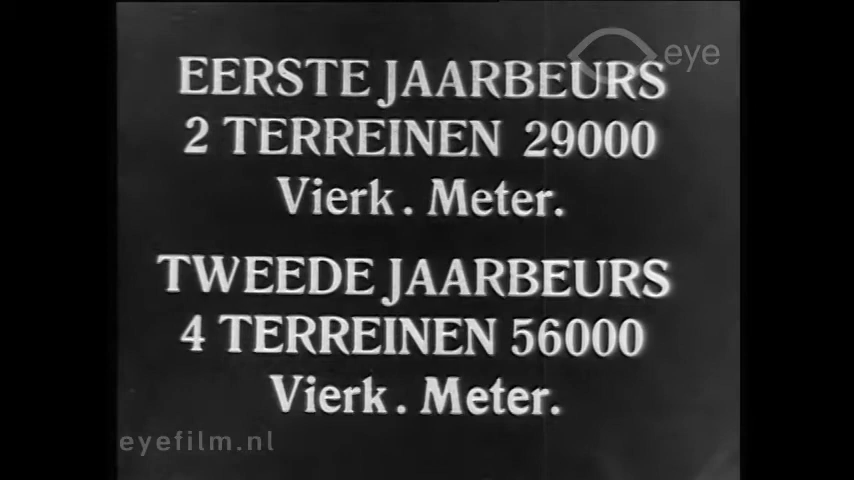 eye
EERSTE JAARBEURS
2 TERREINEN 29000
Vierk. Meter.
TWEEDE JAARBEURS
4 TERREINEN 56000
Vierk. Meter.
eyefilm.nl